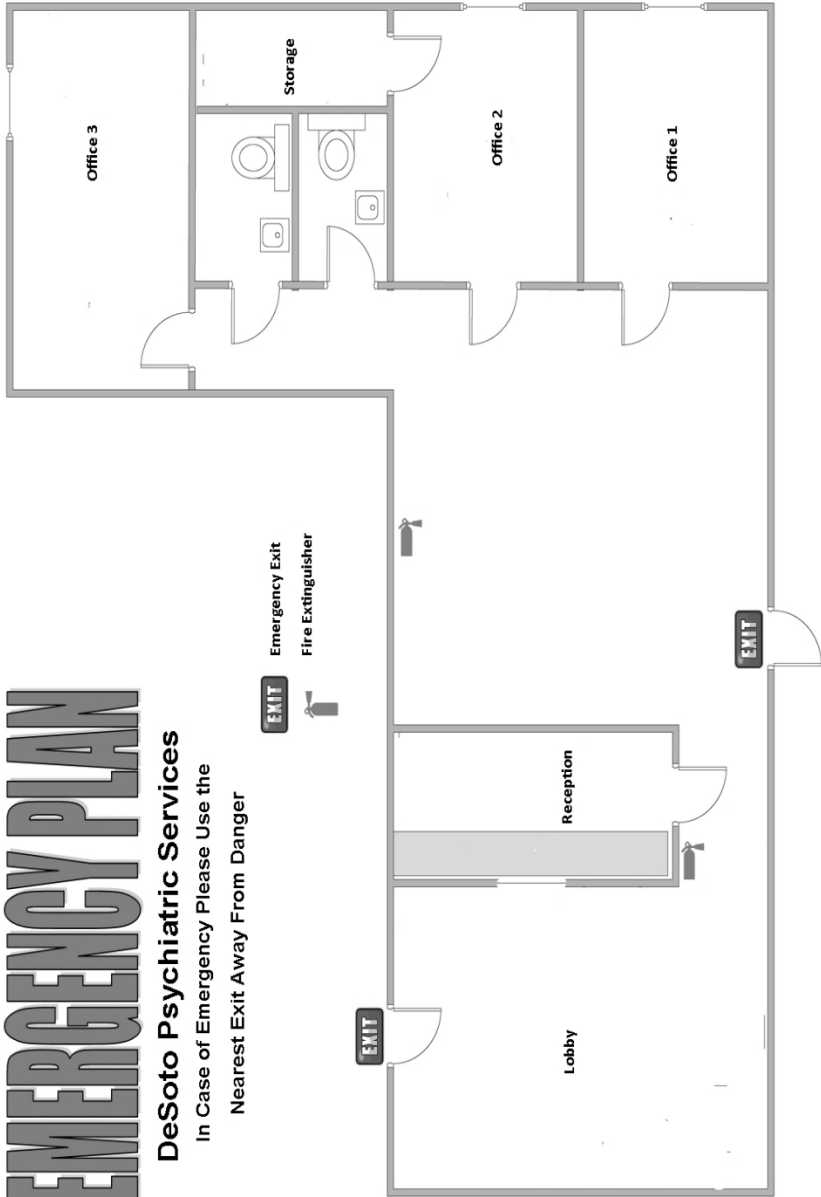 EMERGENCY PLAN
DeSoto Psychiatric Services
In Case of Emergency Please Use the
Nearest Exit Away From Danger
EXIT Emergency Exit
Fire Extinguisher
EXIT
Lobby
Reception
EXIT
Office 3
Storage
Office 2
Office 1